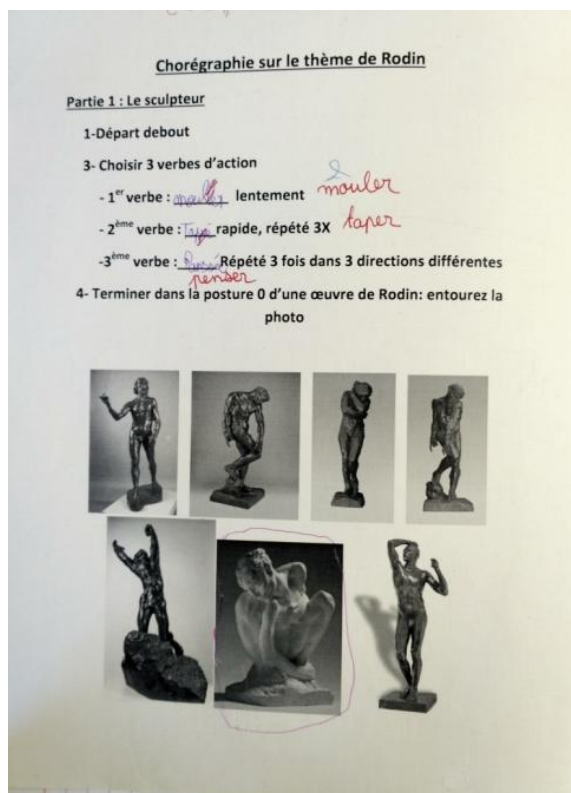 Chorégraphie sur le thème de Rodin
Partie 1 : Le sculpteur
1-Départ debout
3- Choisir 3 verbes d'action
- 1er verbe : mouler lentement mouler
- 2ème verbe : rapide, répété 3X taper
-3ème verbe : Répété 3 fois dans 3 directions différentes
penser
4- Terminer dans la posture 0 d'une œuvre de Rodin: entourez la
photo